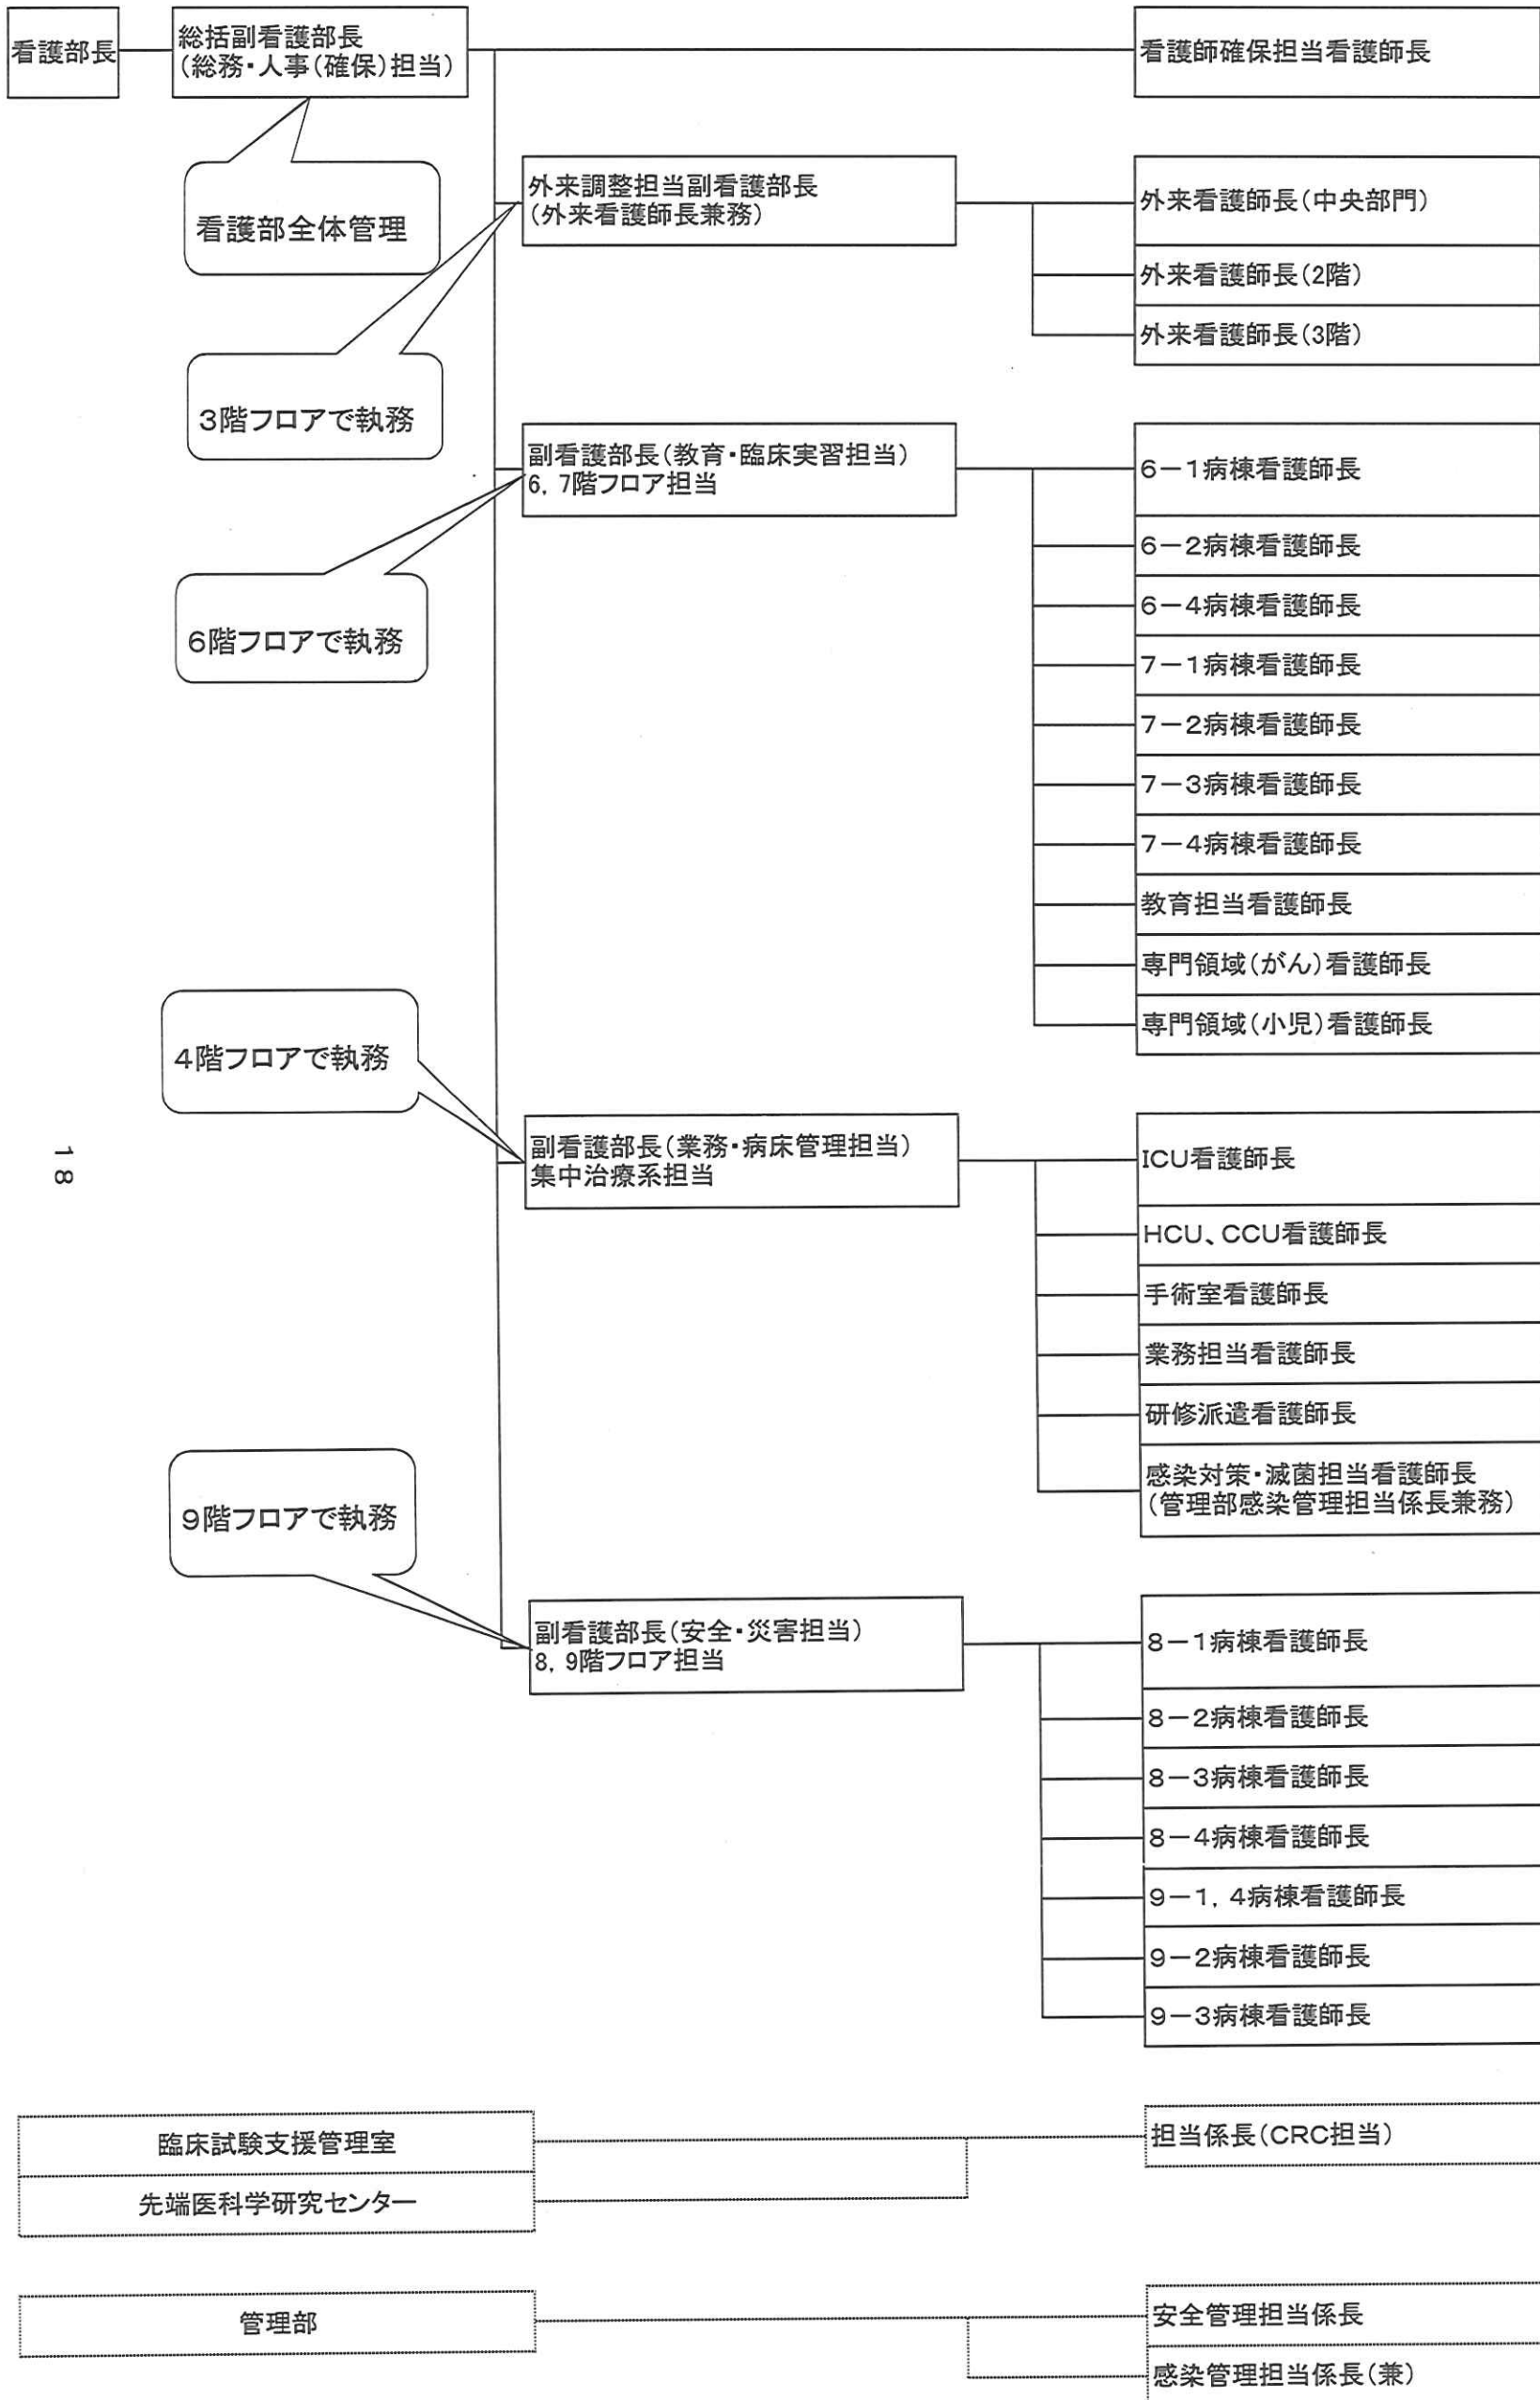 看護部長
総括副看護部長
(総務・人事(確保)担当)
看護師確保担当看護師長
看護部全体管理
外来調整担当副看護部長
(外来看護師長兼務)
外来看護師長(中央部門)
外来看護師長(2階)
外来看護師長(3階)
3階フロアで執務
副看護部長(教育・臨床実習担当)
6, 7階フロア担当
6-1病棟看護師長
6-2病棟看護師長
6-4病棟看護師長
7-1病棟看護師長
7-2病棟看護師長
7-3病棟看護師長
7-4病棟看護師長
教育担当看護師長
専門領域(がん)看護師長
専門領域(小児)看護師長
6階フロアで執務
4階フロアで執務
副看護部長(業務・病床管理担当)
集中治療系担当
ICU看護師長
HCU、CCU看護師長
手術室看護師長
業務担当看護師長
研修派遣看護師長
感染対策・滅菌担当看護師長
(管理部感染管理担当係長兼務)
18
9階フロアで執務
副看護部長(安全・災害担当)
8, 9階フロア担当
8-1病棟看護師長
8-2病棟看護師長
8-3病棟看護師長
8-4病棟看護師長
9-1, 4病棟看護師長
9-2病棟看護師長
9-3病棟看護師長
臨床試験支援管理室
先端医科学研究センター
担当係長(CRC担当)
管理部
安全管理担当係長
感染管理担当係長(兼)